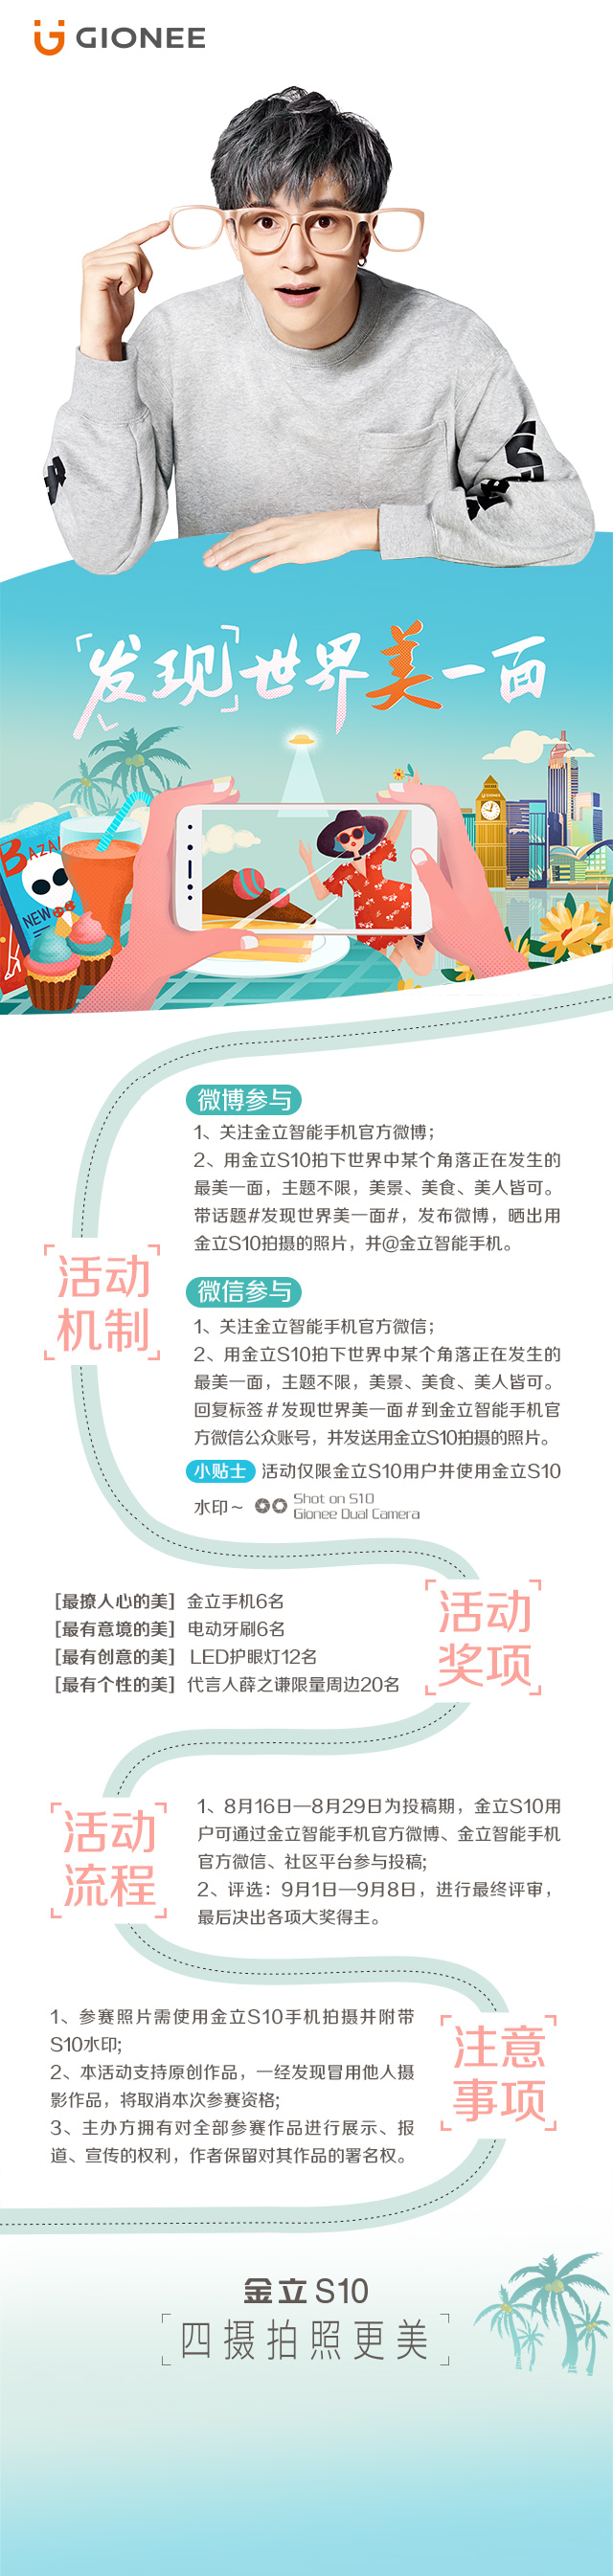 GIONEE
「发现」世界美一面
BAZA
NEW
微博参与
1、关注金立智能手机官方微博；
2、用金立S10拍下世界中某个角落正在发生的
最美一面，主题不限，美景、美食、美人皆可。
带话题#发现世界美一面#，发布微博，晒出用
金立S10拍摄的照片，并@金立智能手机。
活动
机制
微信参与
1、关注金立智能手机官方微信；
2、用金立S10拍下世界中某个角落正在发生的
最美一面，主题不限，美景、美食、美人皆可。
回复标签＃发现世界美一面＃到金立智能手机官
方微信公众账号，并发送用金立S10拍摄的照片。
小贴士 活动仅限金立S10用户并使用金立S10
水印~ Shot on S10
Gionee Dual Camera
[最撩人心的美] 金立手机6名
[最有意境的美] 电动牙刷6名
[最有创意的美] LED护眼灯12名
[最有个性的美] 代言人薛之谦限量周边20名
活动
奖项
活动
流程
1、8月16日—8月29日为投稿期，金立S10用
户可通过金立智能手机官方微博、金立智能手机
官方微信、社区平台参与投稿;
2、评选：9月1日—9月8日，进行最终评审，
最后决出各项大奖得主。
1、参赛照片需使用金立S10手机拍摄并附带
S10水印;
2、本活动支持原创作品，一经发现冒用他人摄
影作品，将取消本次参赛资格;
3、主办方拥有对全部参赛作品进行展示、报
道、宣传的权利，作者保留对其作品的署名权。
注意
事项
金立 S10
四摄拍照更美